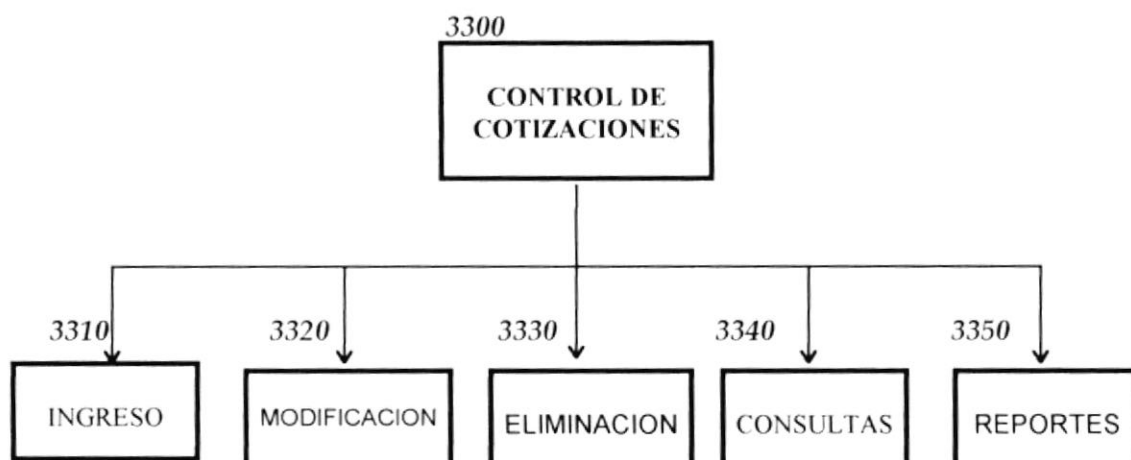 3300
CONTROL DE
COTIZACIONES
3310
3320
3330
3340
3350
INGRESO
MODIFICACION
ELIMINACION
CONSULTAS
REPORTES